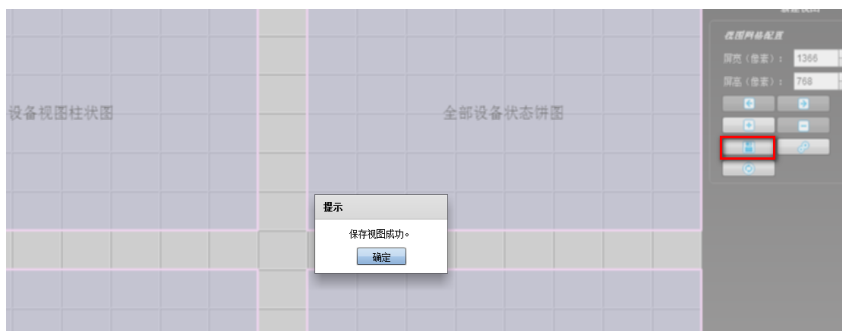 视图网格配置
屏宽（像素）： 1366
屏高（像素）： 768
设备视图柱状图
全部设备状态饼图
提示
保存视图成功。
确定